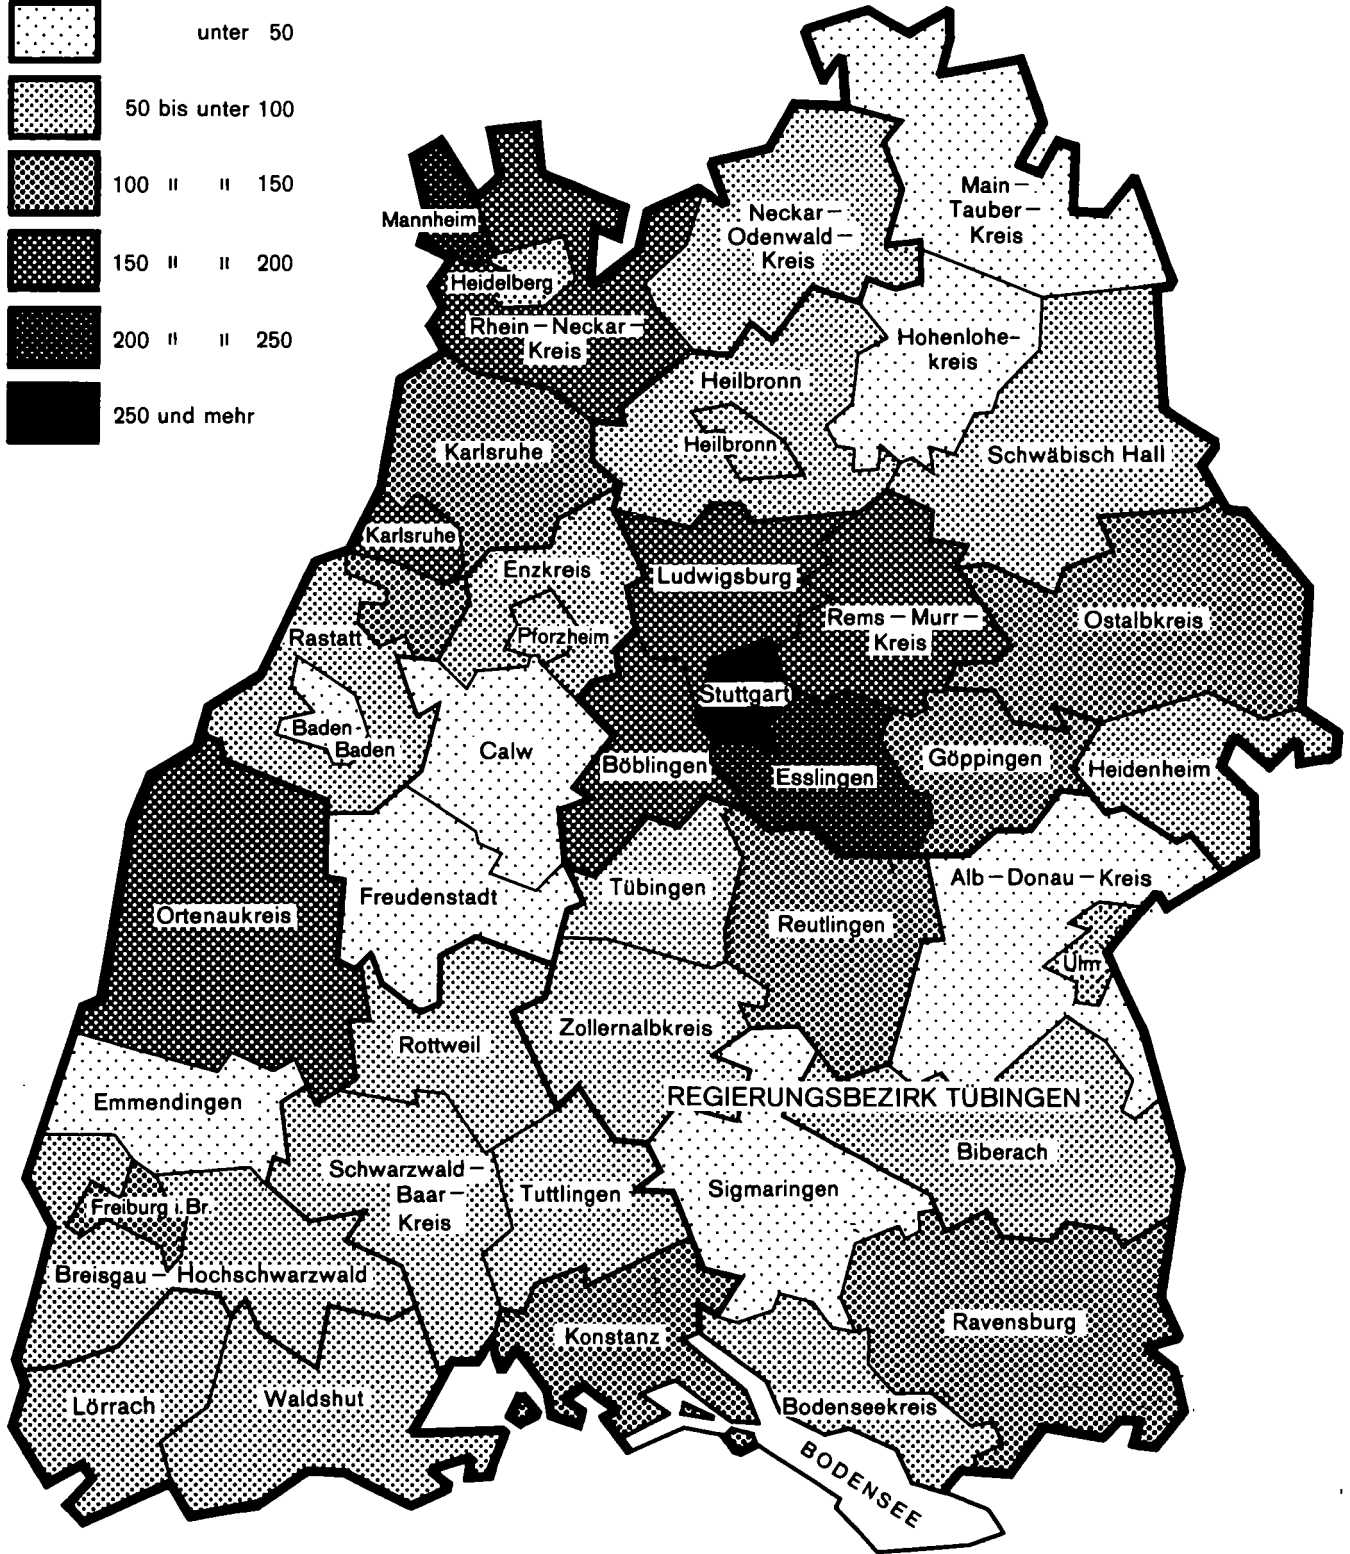 unter 50
50 bis unter 100
100 " " 150
150 " " 200
200 " " 250
250 und mehr
Main –
Tauber –
Kreis
Neckar –
Odenwald –
Kreis
Mannheim
Heidelberg
Rhein – Neckar –
Kreis
Hohenlohe-
kreis
Heilbronn
Heilbronn
Karlsruhe
Schwäbisch Hall
Karlsruhe
Enzkreis
Ludwigsburg
Pforzheim
Rastatt
Rems – Murr –
Kreis
Ostalbkreis
Stuttgart
Baden -
Baden
Calw
Böblingen
Esslingen
Göppingen
Heidenheim
Freudenstadt
Tübingen
Alb – Donau – Kreis
Ortenaukreis
Reutlingen
Ulm
Rottweil
Zollernalbkreis
REGIERUNGSBEZIRK TÜBINGEN
Emmendingen
Biberach
Schwarzwald –
Baar –
Kreis
Tuttlingen
Sigmaringen
Freiburg i. Br.
Breisgau – Hochschwarzwald
Konstanz
Ravensburg
Lörrach
Waldshut
Bodenseekreis
BODENSEE